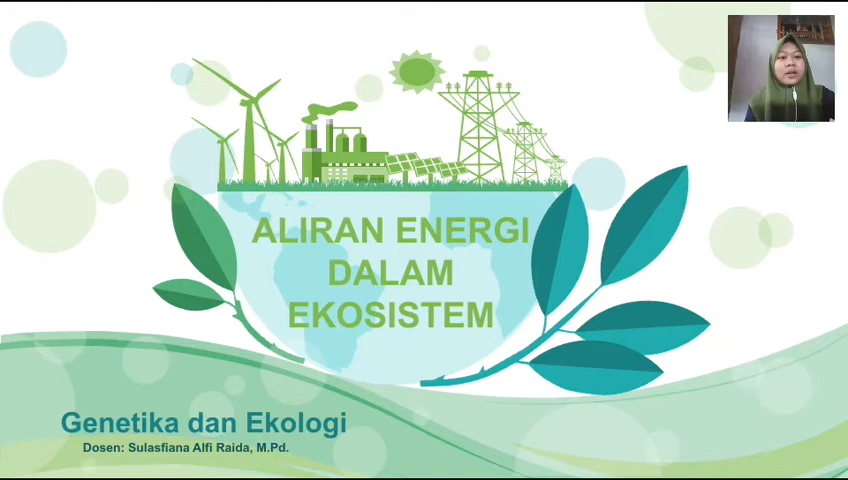 ALIRAN ENERGI
DALAM
EKOSISTEM
Genetika dan Ekologi
Dosen: Sulasfiana Alfi Raida, M.Pd.